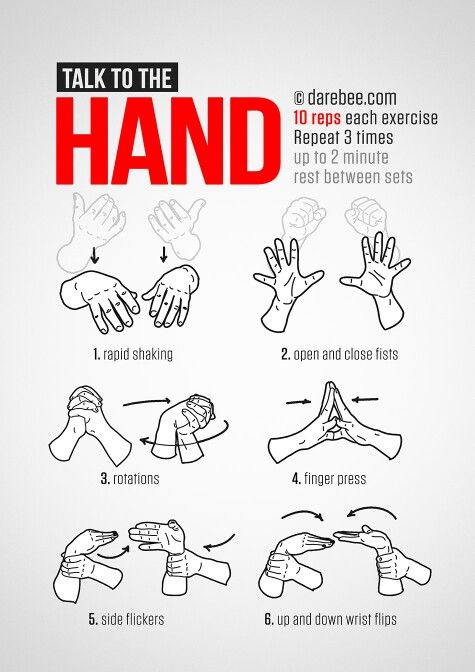 TALK TO THE
HAND
© darebee.com
10 reps each exercise
Repeat 3 times
up to 2 minute
rest between sets
1. rapid shaking
2. open and close fists
3. rotations
4. finger press
5. side flickers
6. up and down wrist flips